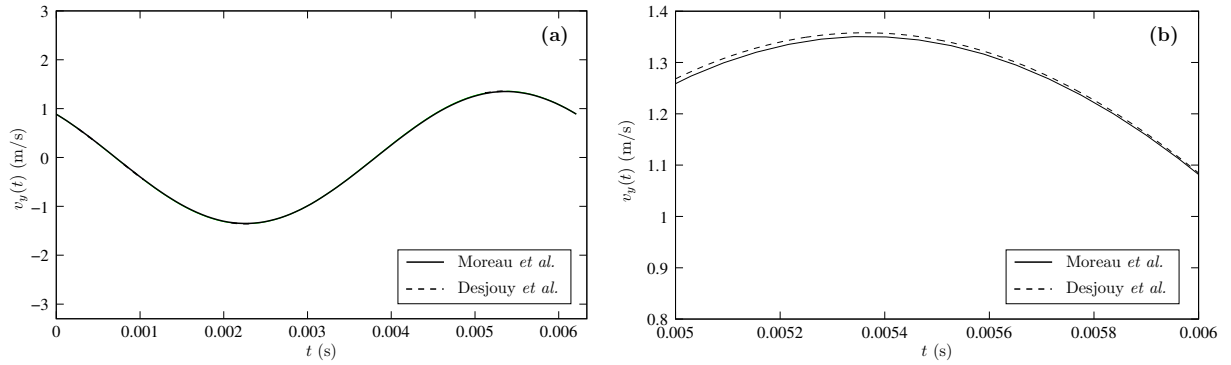 3
2
1
0
−1
−2
−3
0
0.001
0.002
0.003
0.004
0.005
0.006
v_y(t) (m/s)
t (s)
(a)
Moreau et al.
Desjouy et al.
1.4
1.3
1.2
1.1
1
0.9
0.8
0.005
0.0052
0.0054
0.0056
0.0058
0.006
v_y(t) (m/s)
t (s)
(b)
Moreau et al.
Desjouy et al.